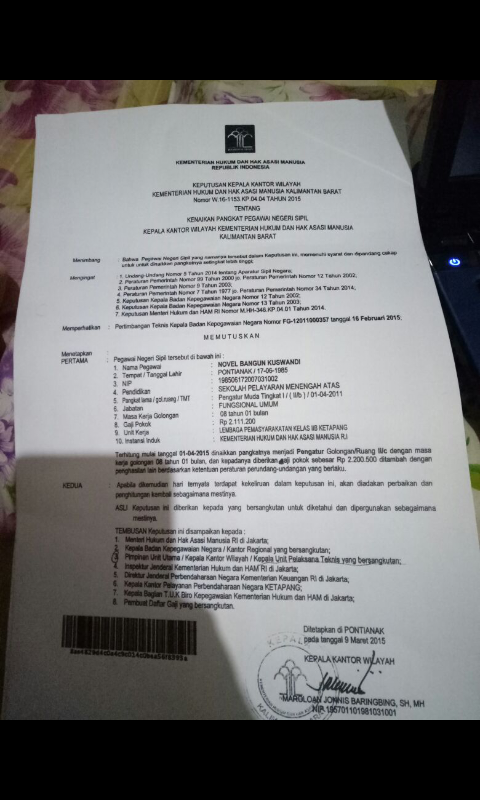 KEMENTERIAN HUKUM DAN HAK ASASI MANUSIA
REPUBLIK INDONESIA
KEPUTUSAN KEPALA KANTOR WILAYAH
KEMENTERIAN HUKUM DAN HAK ASASI MANUSIA KALIMANTAN BARAT
Nomor W.16-1153.KP.04.04 TAHUN 2015
TENTANG
KENAIKAN PANGKAT PEGAWAI NEGERI SIPIL
KEPALA KANTOR WILAYAH KEMENTERIAN HUKUM DAN HAK ASASI MANUSIA
KALIMANTAN BARAT
Menimbang : Bahwa Pegawai Negeri Sipil yang namanya tersebut dalam Keputusan ini, memenuhi syarat dan dipandang cakap
untuk dinaikkan pangkatnya setingkat lebih tinggi;
Mengingat : 1. Undang-Undang Nomor 5 Tahun 2014 tentang Aparatur Sipil Negara;
2. Peraturan Pemerintah Nomor 99 Tahun 2000 jo. Peraturan Pemerintah Nomor 12 Tahun 2002;
3. Peraturan Pemerintah Nomor 9 Tahun 2003;
4. Peraturan Pemerintah Nomor 7 Tahun 1977 jo. Peraturan Pemerintah Nomor 34 Tahun 2014;
5. Keputusan Kepala Badan Kepegawaian Negara Nomor 12 Tahun 2002;
6. Keputusan Kepala Badan Kepegawaian Negara Nomor 13 Tahun 2003;
7. Keputusan Menteri Hukum dan HAM RI Nomor M.HH-346.KP.04.01 Tahun 2014.
Memperhatikan : Pertimbangan Teknis Kepala Badan Kepegawaian Negara Nomor FG-12011000357 tanggal 16 Februari 2015;
M E M U T U S K A N
Menetapkan :
PERTAMA : Pegawai Negeri Sipil tersebut di bawah ini :
1. Nama Pegawai : NOVEL BANGUN KUSWANDI
2. Tempat / Tanggal Lahir : PONTIANAK / 17-06-1985
3. NIP : 198506172007031002
4. Pendidikan : SEKOLAH PELAYARAN MENENGAH ATAS
5. Pangkat lama / gol.ruang / TMT : Pengatur Muda Tingkat I / ( II/b ) / 01-04-2011
6. Jabatan : FUNGSIONAL UMUM
7. Masa Kerja Golongan : 08 tahun 01 bulan
8. Gaji Pokok : Rp 2.111.200
9. Unit Kerja : LEMBAGA PEMASYARAKATAN KELAS IIB KETAPANG
10. Instansi Induk : KEMENTERIAN HUKUM DAN HAK ASASI MANUSIA R.I
Terhitung mulai tanggal 01-04-2015 dinaikkan pangkatnya menjadi Pengatur Golongan/Ruang II/c dengan masa
kerja golongan 08 tahun 01 bulan, dan kepadanya diberikan gaji pokok sebesar Rp 2.200.500 ditambah dengan
penghasilan lain berdasarkan ketentuan peraturan perundang-undangan yang berlaku.
KEDUA : Apabila dikemudian hari ternyata terdapat kekeliruan dalam keputusan ini, akan diadakan perbaikan dan
penghitungan kembali sebagaimana mestinya.
ASLI Keputusan ini diberikan kepada yang bersangkutan untuk diketahui dan dipergunakan sebagaimana
mestinya.
TEMBUSAN Keputusan ini disampaikan kepada :
1. Menteri Hukum dan Hak Asasi Manusia RI di Jakarta;
2. Kepala Badan Kepegawaian Negara / Kantor Regional yang bersangkutan;
3. Pimpinan Unit Utama / Kepala Kantor Wilayah / Kepala Unit Pelaksana Teknis yang bersangkutan;
4. Inspektur Jenderal Kementerian Hukum dan HAM RI di Jakarta;
5. Direktur Jenderal Perbendaharaan Negara Kementerian Keuangan RI di Jakarta;
6. Kepala Kantor Pelayanan Perbendaharaan Negara KETAPANG;
7. Kepala Bagian T.U.K Biro Kepegawaian Kementerian Hukum dan HAM di Jakarta;
8. Pembuat Daftar Gaji yang bersangkutan.
Ditetapkan di PONTIANAK
pada tanggal 9 Maret 2015
KEPALA KANTOR WILAYAH
MAROLOAN JONNIS BARINGBING, SH, MH
NIP.195701101981031001